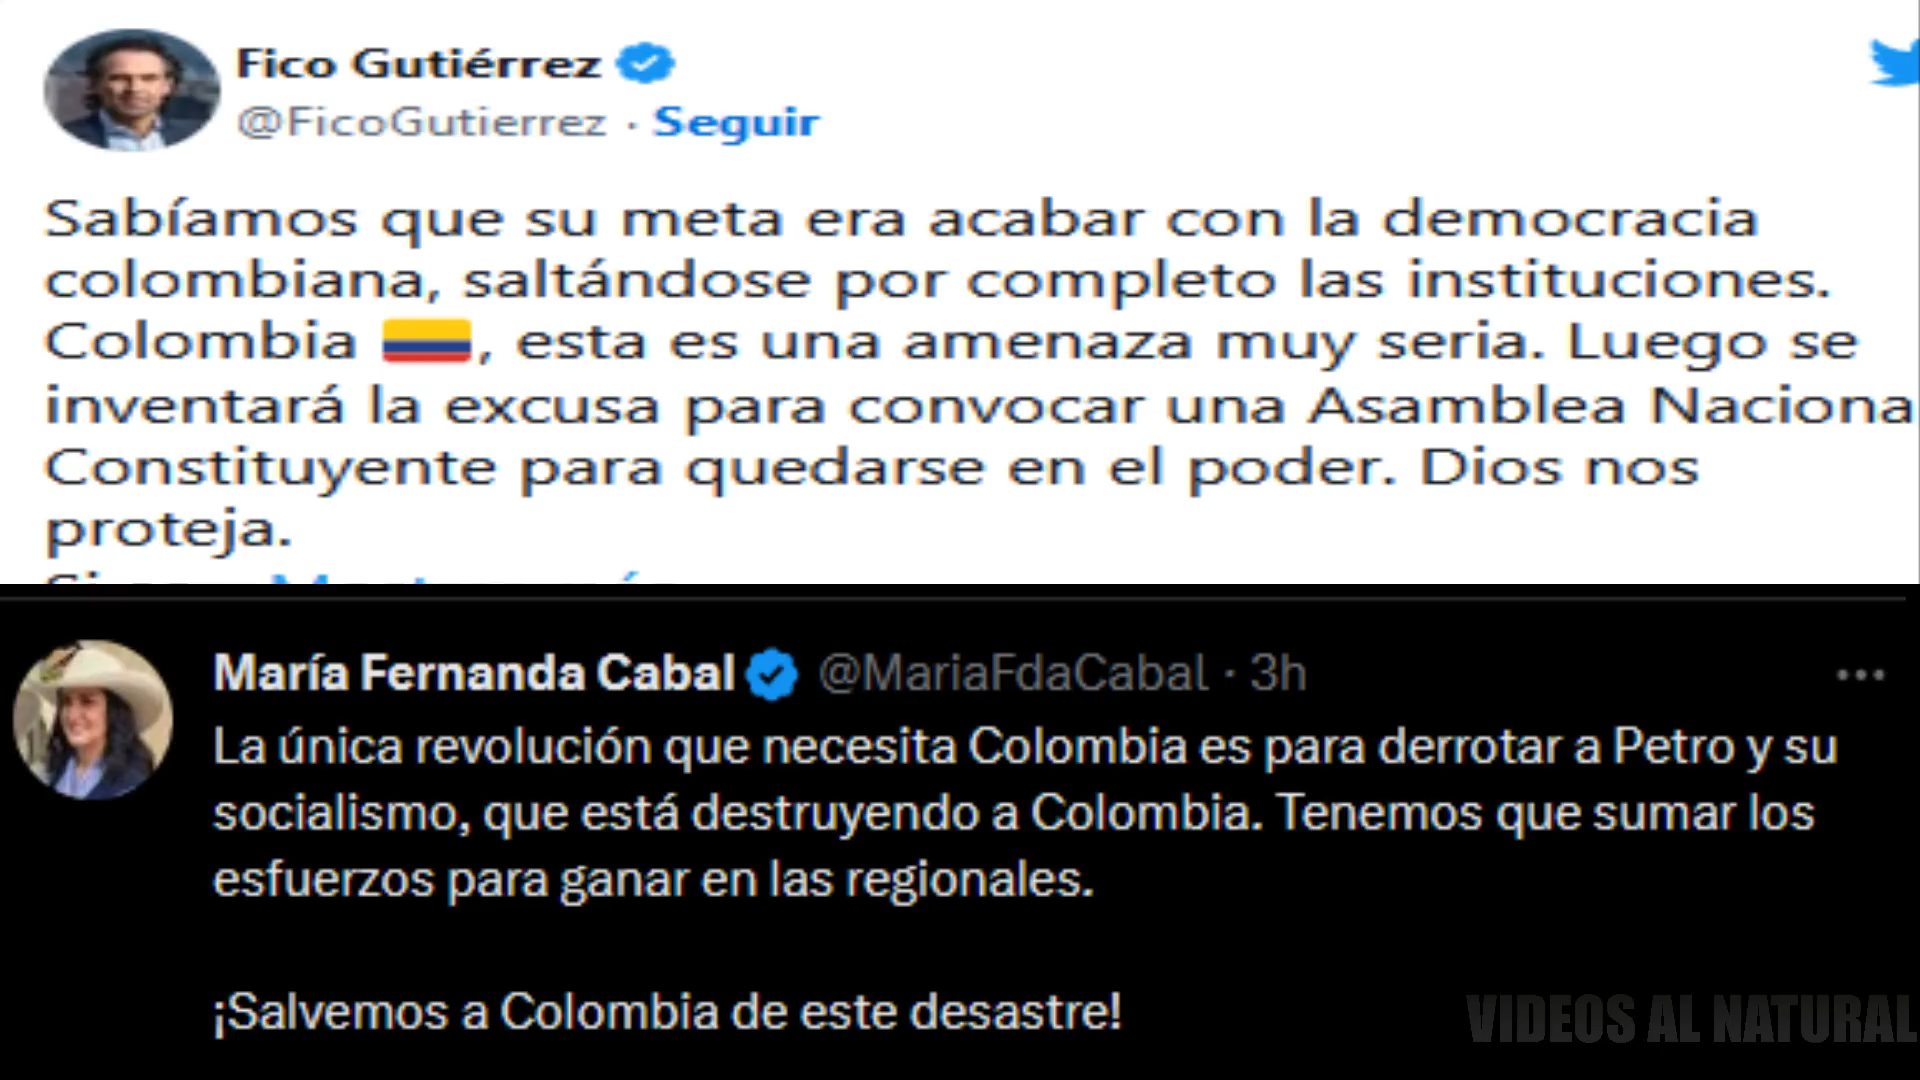 Fico Gutiérrez
@FicoGutierrez · Seguir
Sabíamos que su meta era acabar con la democracia
colombiana, saltándose por completo las instituciones.
Colombia 🇨🇴, esta es una amenaza muy seria. Luego se
inventará la excusa para convocar una Asamblea Naciona
Constituyente para quedarse en el poder. Dios nos
proteja.
María Fernanda Cabal @MariaFdaCabal · 3h
La única revolución que necesita Colombia es para derrotar a Petro y su
socialismo, que está destruyendo a Colombia. Tenemos que sumar los
esfuerzos para ganar en las regionales.
¡Salvemos a Colombia de este desastre!
VIDEOS AL NATURAL